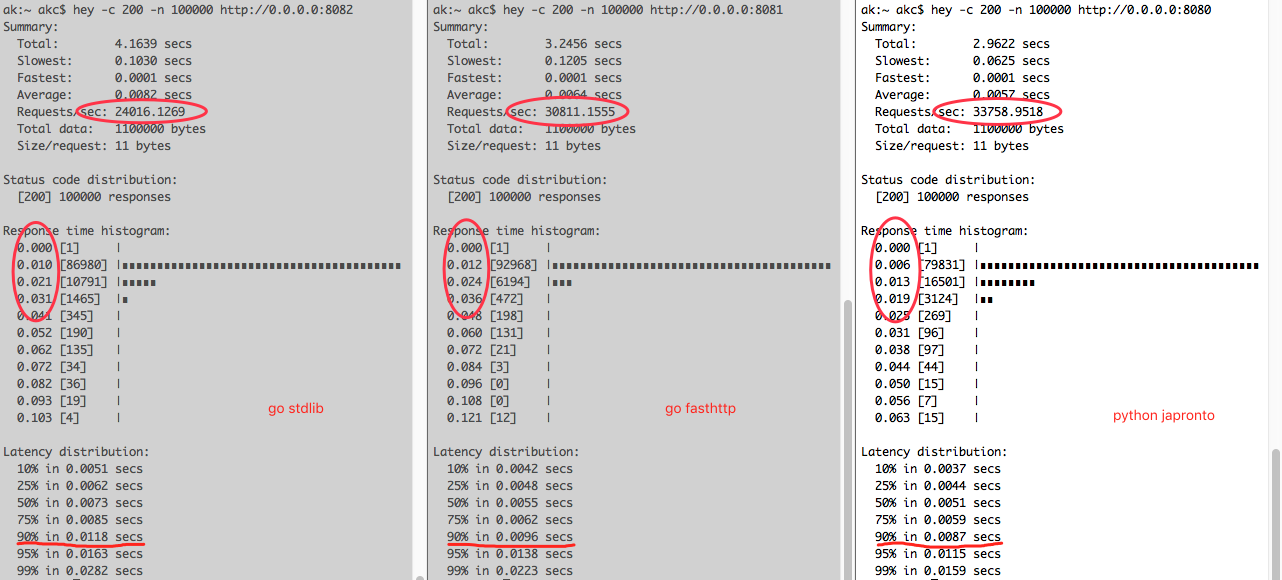 ak:~ akc$ hey -c 200 -n 100000 http://0.0.0.0:8082
Summary:
Total: 4.1639 secs
Slowest: 0.1030 secs
Fastest: 0.0001 secs
Average: 0.0082 secs
Requests/sec: 24016.1269
Total data: 1100000 bytes
Size/request: 11 bytes
Status code distribution:
[200] 100000 responses
Response time histogram:
0.000 [1] |
0.010 [86980] |∎∎∎∎∎∎∎∎∎∎∎∎∎∎∎∎∎∎∎∎∎∎∎∎∎∎∎∎∎∎∎∎∎∎∎∎∎∎∎∎
0.021 [10791] |∎∎∎∎∎
0.031 [1465] |∎
0.041 [345] |
0.052 [190] |
0.062 [135] |
0.072 [34] |
0.082 [36] |
0.093 [19] |
0.103 [4] |
go stdlib
Latency distribution:
10% in 0.0051 secs
25% in 0.0062 secs
50% in 0.0073 secs
75% in 0.0085 secs
90% in 0.0118 secs
95% in 0.0163 secs
99% in 0.0282 secs
ak:~ akc$ hey -c 200 -n 100000 http://0.0.0.0:8081
Summary:
Total: 3.2456 secs
Slowest: 0.1205 secs
Fastest: 0.0001 secs
Average: 0.0064 secs
Requests/sec: 30811.1555
Total data: 1100000 bytes
Size/request: 11 bytes
Status code distribution:
[200] 100000 responses
Response time histogram:
0.000 [1] |
0.012 [92968] |∎∎∎∎∎∎∎∎∎∎∎∎∎∎∎∎∎∎∎∎∎∎∎∎∎∎∎∎∎∎∎∎∎∎∎∎∎∎∎∎
0.024 [6194] |∎∎∎
0.036 [472] |
0.048 [198] |
0.060 [131] |
0.072 [21] |
0.084 [3] |
0.096 [0] |
0.108 [0] |
0.121 [12] |
go fasthttp
Latency distribution:
10% in 0.0042 secs
25% in 0.0048 secs
50% in 0.0055 secs
75% in 0.0062 secs
90% in 0.0096 secs
95% in 0.0138 secs
99% in 0.0223 secs
ak:~ akc$ hey -c 200 -n 100000 http://0.0.0.0:8080
Summary:
Total: 2.9622 secs
Slowest: 0.0625 secs
Fastest: 0.0001 secs
Average: 0.0057 secs
Requests/sec: 33758.9518
Total data: 1100000 bytes
Size/request: 11 bytes
Status code distribution:
[200] 100000 responses
Response time histogram:
0.000 [1] |
0.006 [79831] |∎∎∎∎∎∎∎∎∎∎∎∎∎∎∎∎∎∎∎∎∎∎∎∎∎∎∎∎∎∎∎∎∎∎∎∎∎∎∎∎
0.013 [16501] |∎∎∎∎∎∎∎∎
0.019 [3124] |∎∎
0.025 [269] |
0.031 [96] |
0.038 [97] |
0.044 [44] |
0.050 [15] |
0.056 [7] |
0.063 [15] |
python japronto
Latency distribution:
10% in 0.0037 secs
25% in 0.0044 secs
50% in 0.0051 secs
75% in 0.0059 secs
90% in 0.0087 secs
95% in 0.0115 secs
99% in 0.0159 secs